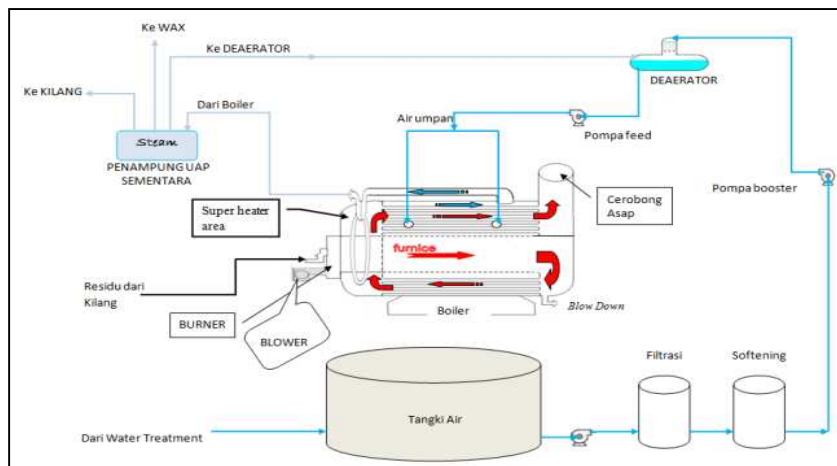 Ke WAX
Ke DEAERATOR
Ke KILANG
Dari Boiler
DEAERATOR
Air umpan
Steam
Pompa feed
PENAMPUNG UAP
SEMENTARA
Pompa booster
Super heater
area
Cerobong
Asap
furnice
Residu dari
Kilang
Blow Down
Boiler
BURNER
BLOWER
Filtrasi
Softening
Tangki Air
Dari Water Treatment